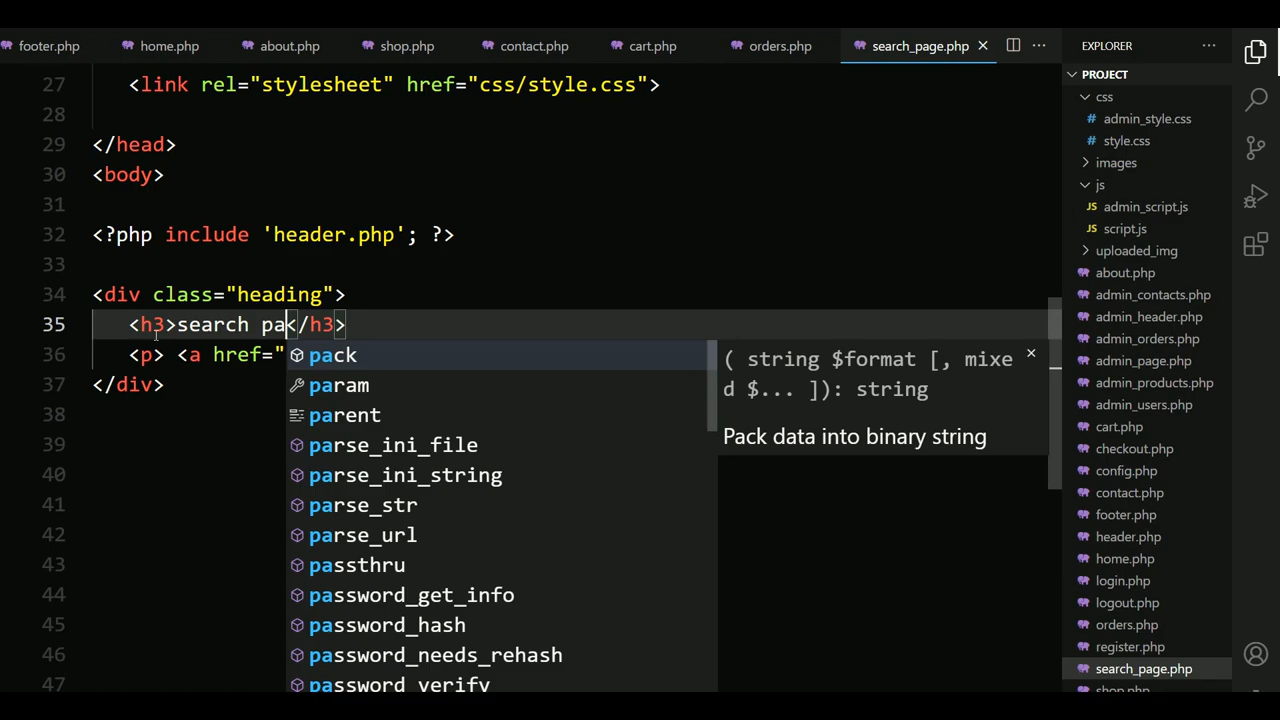 footer.php home.php about.php shop.php contact.php cart.php orders.php search_page.php
27 <link rel="stylesheet" href="css/style.css">
28
29 </head>
30 <body>
31
32 <?php include 'header.php'; ?>
33
34 <div class="heading">
35 <h3>search pa</h3>
36 <p> <a href="
37 </div>
38
39
40
41
42
43
44
45
46
47
pack
param
parent
parse_ini_file
parse_ini_string
parse_str
parse_url
passthru
password_get_info
password_hash
password_needs_rehash
password_verify
( string $format [, mixe
d $... ]): string
Pack data into binary string
EXPLORER
PROJECT
css
# admin_style.css
# style.css
images
js
JS admin_script.js
JS script.js
uploaded_img
about.php
admin_contacts.php
admin_header.php
admin_orders.php
admin_page.php
admin_products.php
admin_users.php
cart.php
checkout.php
config.php
contact.php
footer.php
header.php
home.php
login.php
logout.php
orders.php
register.php
search_page.php
shop.php